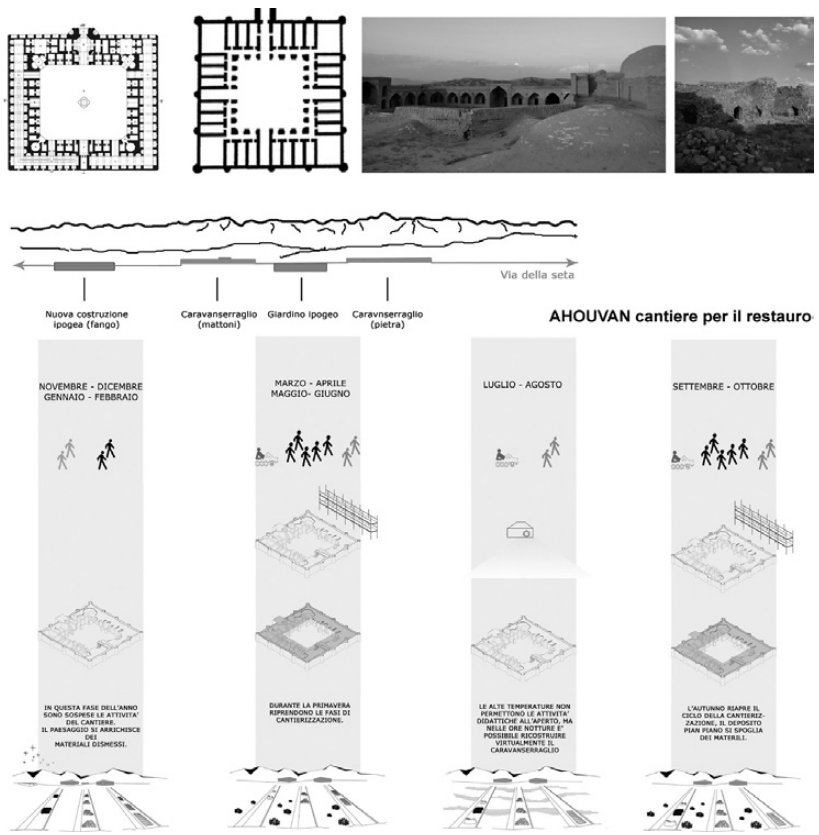 Via della seta
Nuova costruzione
ipogea (fango)
Caravanserraglio
(mattoni)
Giardino ipogeo
Caravnserraglio
(pietra)
AHOUVAN cantiere per il restauro
NOVEMBRE - DICEMBRE
GENNAIO - FEBBRAIO
IN QUESTA FASE DELL'ANNO
SONO SOSPESE LE ATTIVITA'
DEL CANTIERE.
IL PAESAGGIO SI ARRICHISCE
DEI
MATERIALI DISMESSI.
MARZO - APRILE
MAGGIO- GIUGNO
DURANTE LA PRIMAVERA
RIPRENDONO LE FASI DI
CANTIERIZZAZIONE.
LUGLIO - AGOSTO
LE ALTE TEMPERATURE NON
PERMETTONO LE ATTIVITA'
DIDATTICHE ALL'APERTO, MA
NELLE ORE NOTTURE E'
POSSIBILE RICOSTRUIRE
VIRTUALMENTE IL
CARAVANSERRAGLIO
SETTEMBRE - OTTOBRE
L'AUTUNNO RIAPRE IL
CICLO DELLA CANTIERIZ-
ZAZIONE, IL DEPOSITO
PIAN PIANO SI SPOGLIA
DEI MATERILI.